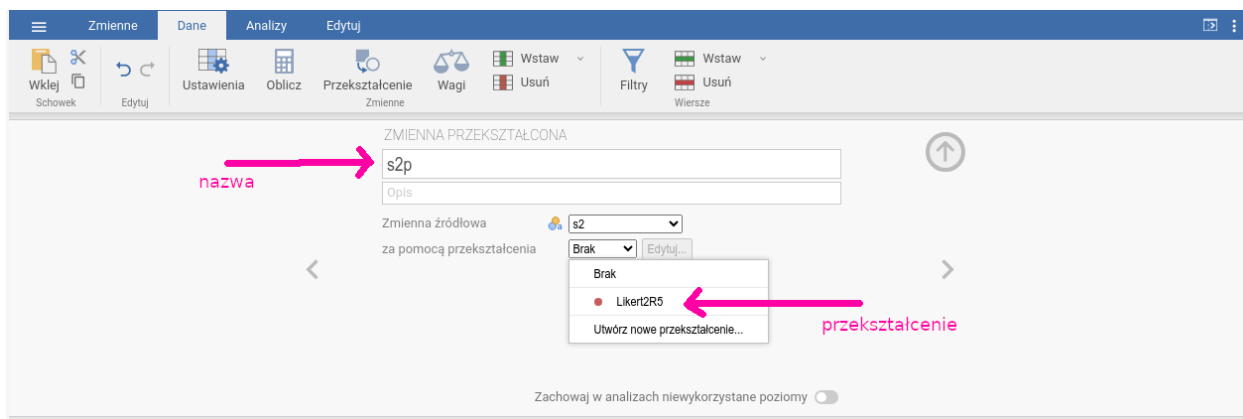 Zmienne Dane Analizy Edytuj
Wklej
Schowek
Edytuj
Ustawienia Oblicz Przekształcenie Wagi
Wstaw
Usuń
Zmienne
Filtry
Wstaw
Usuń
Wiersze
ZMIENNA PRZEKSZTAŁCONA
s2p
nazwa
Opis
Zmienna źródłowa a s2
za pomocą przekształcenia Brak Edytuj...
Brak
Likert2R5
przekształcenie
Utwórz nowe przekształcenie...
Zachowaj w analizach niewykorzystane poziomy